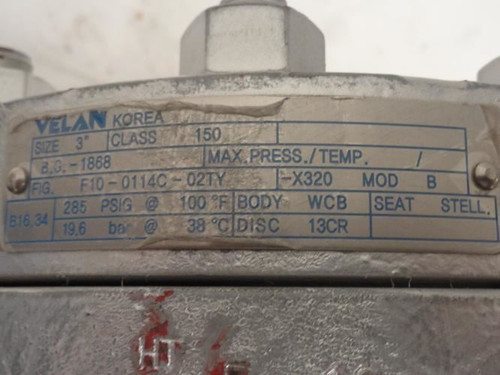 VELAN KOREA
SIZE 3" CLASS 150
B.G.-1868 MAX.PRESS./TEMP. /
FIG. F10-0114C-02TY -X320 MOD B
B16.34 285 PSIG @ 100 °F BODY WCB SEAT STELL.
19.6 bar @ 38 °C DISC 13CR
HT